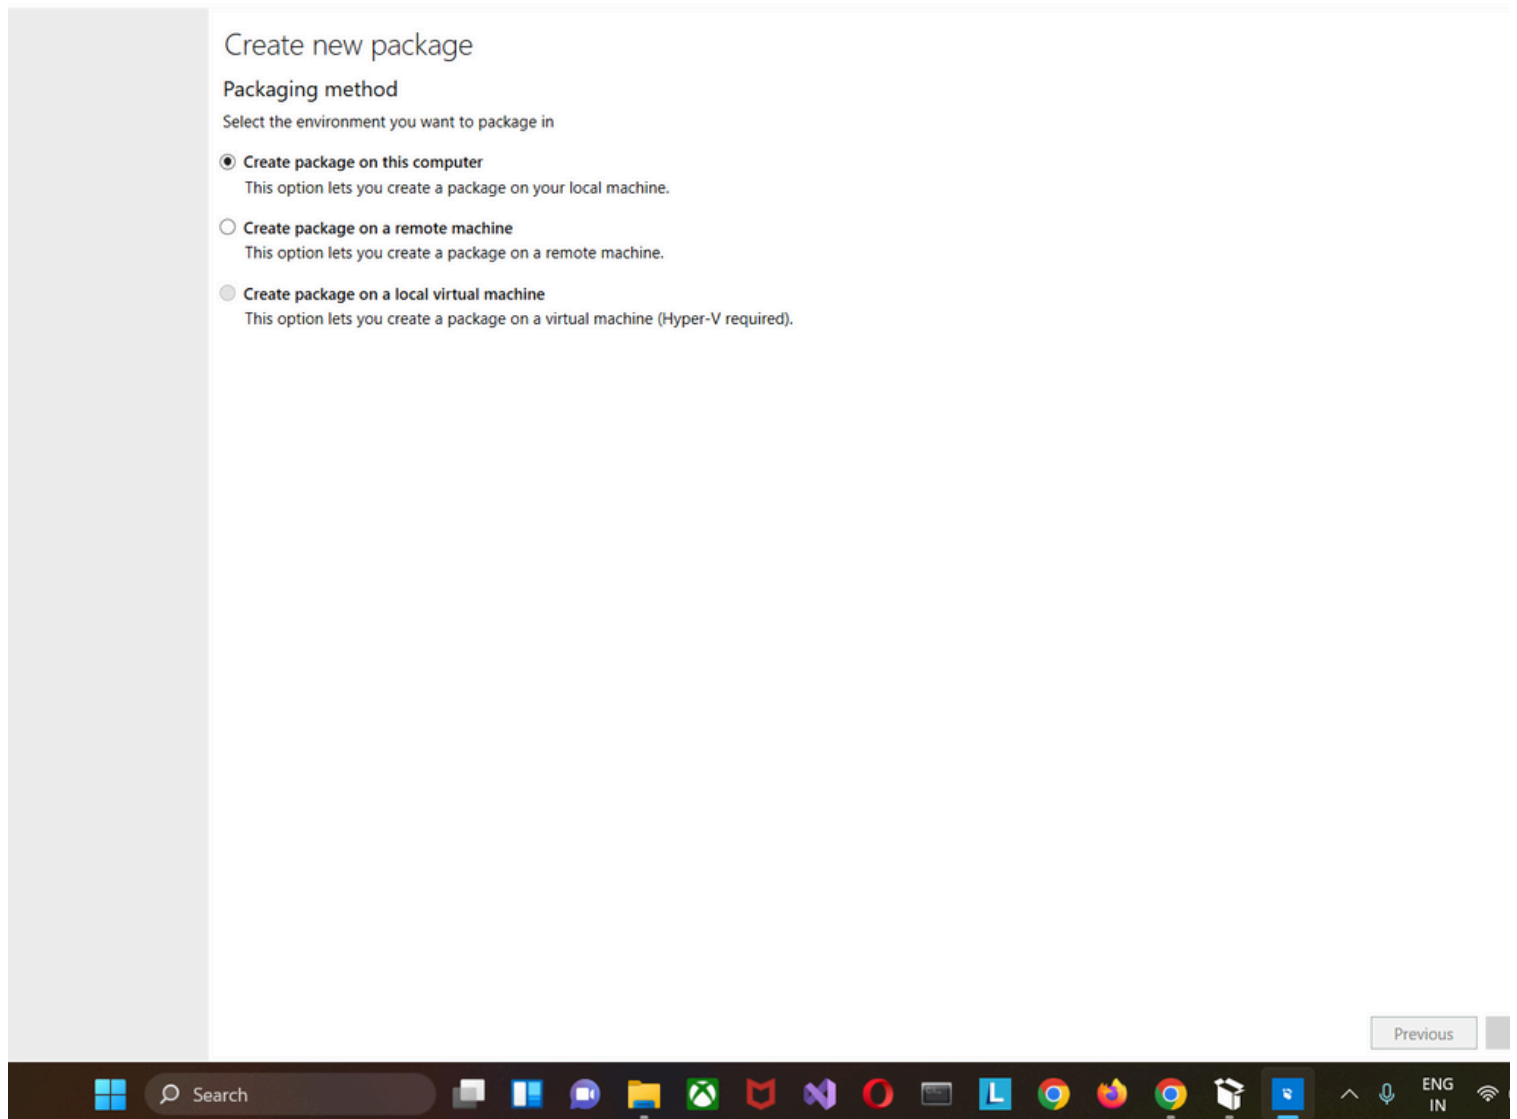 Create new package
Packaging method
Select the environment you want to package in
Create package on this computer
This option lets you create a package on your local machine.
Create package on a remote machine
This option lets you create a package on a remote machine.
Create package on a local virtual machine
This option lets you create a package on a virtual machine (Hyper-V required).
Previous
Search
L
ENG
IN